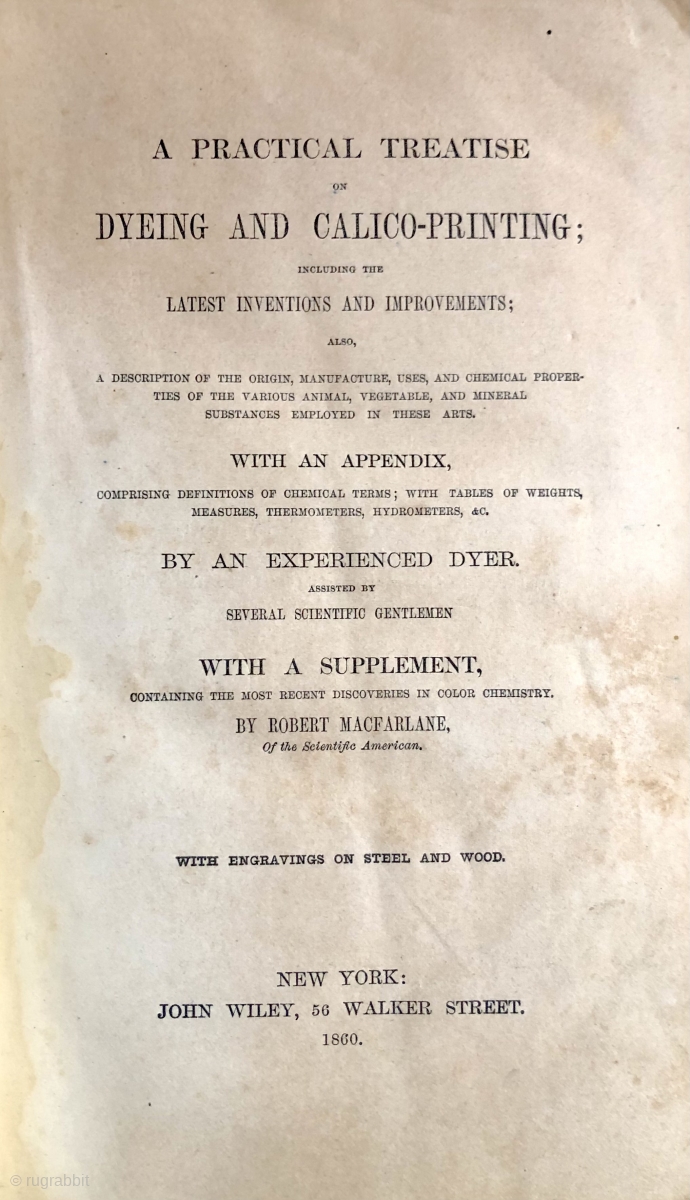 A PRACTICAL TREATISE
ON
DYEING AND CALICO-PRINTING;
INCLUDING THE
LATEST INVENTIONS AND IMPROVEMENTS;
ALSO,
A DESCRIPTION OF THE ORIGIN, MANUFACTURE, USES, AND CHEMICAL PROPER-
TIES OF THE VARIOUS ANIMAL, VEGETABLE, AND MINERAL
SUBSTANCES EMPLOYED IN THESE ARTS.
WITH AN APPENDIX,
COMPRISING DEFINITIONS OF CHEMICAL TERMS; WITH TABLES OF WEIGHTS,
MEASURES, THERMOMETERS, HYDROMETERS, &C.
BY AN EXPERIENCED DYER.
ASSISTED BY
SEVERAL SCIENTIFIC GENTLEMEN
WITH A SUPPLEMENT,
CONTAINING THE MOST RECENT DISCOVERIES IN COLOR CHEMISTRY.
BY ROBERT MACFARLANE,
Of the Scientific American.
WITH ENGRAVINGS ON STEEL AND WOOD.
NEW YORK:
JOHN WILEY, 56 WALKER STREET.
1860.
© rugrabbit